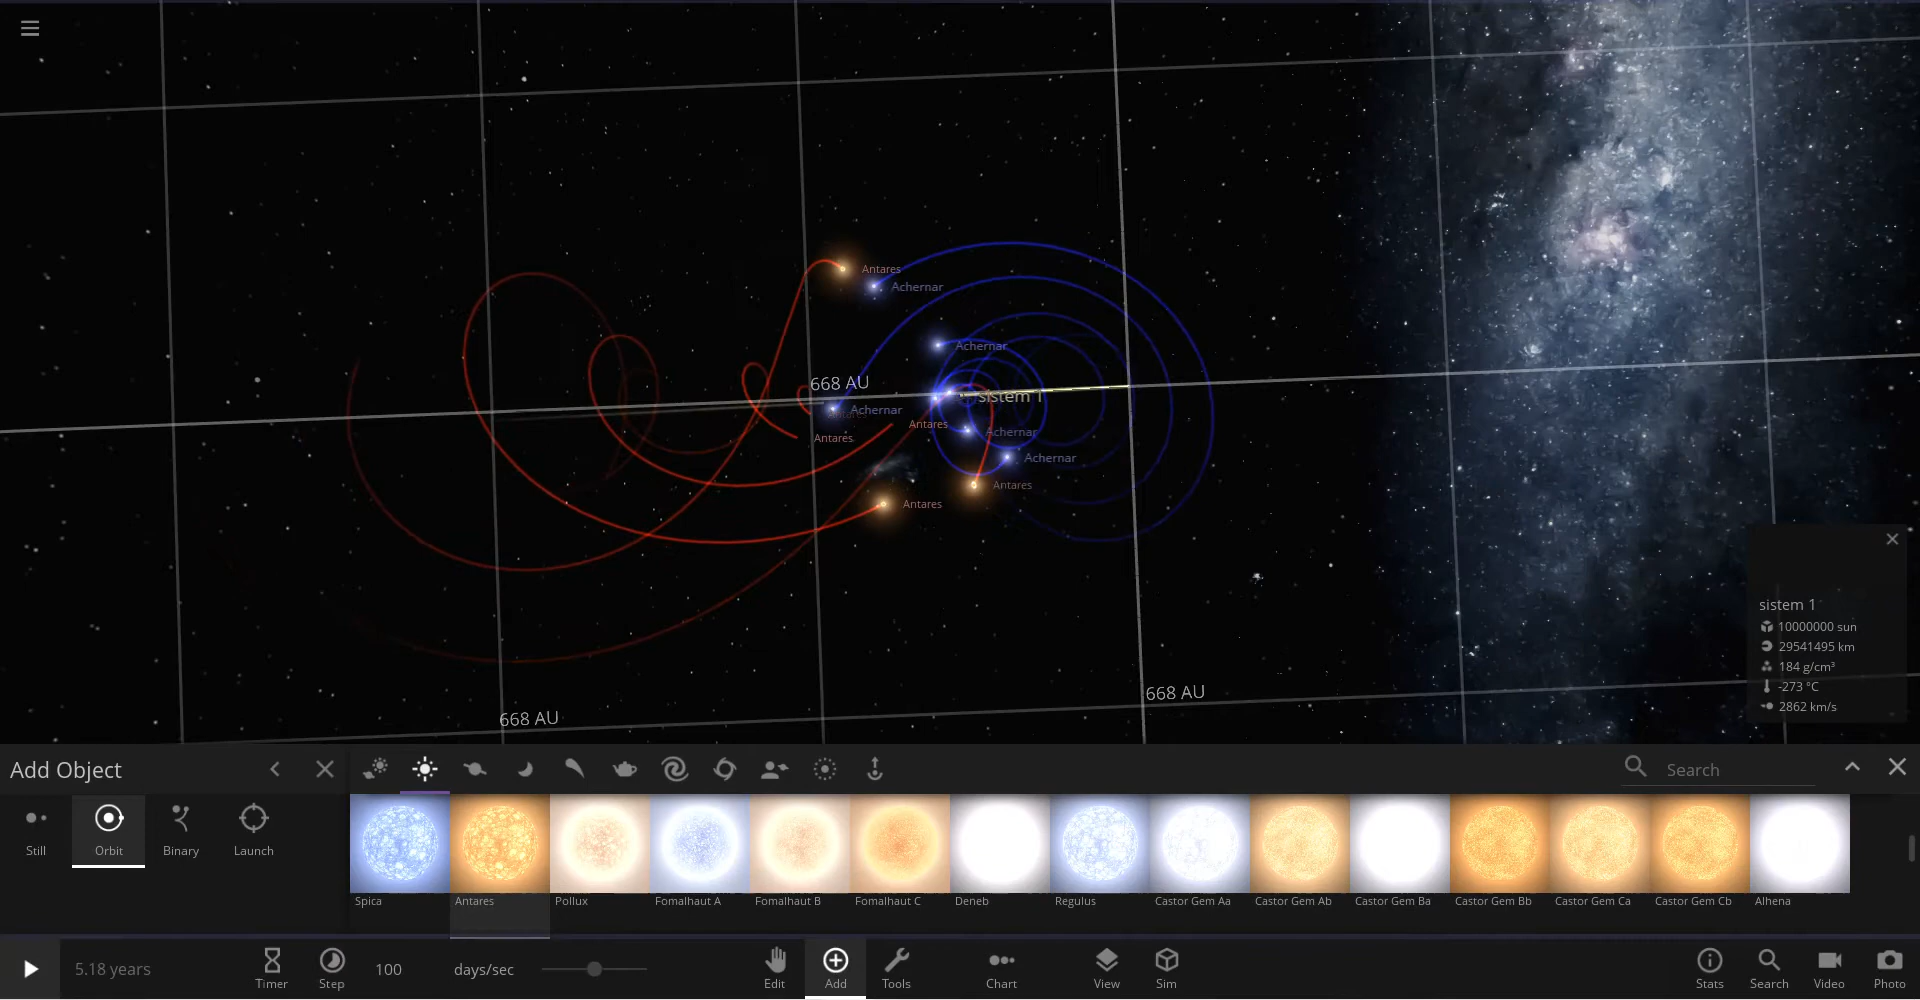 Antares
Achernar
Achernar
668 AU
sistem 1
Achernar
Antares
Antares
Antares
Achernar
Achernar
Antares
Antares
668 AU
668 AU
sistem 1
10000000 sun
29541495 km
184 g/cm³
-273 °C
2862 km/s
Add Object
Search
Still
Orbit
Binary
Launch
Spica
Antares
Pollux
Fomalhaut A
Fomalhaut B
Fomalhaut C
Deneb
Regulus
Castor Gem Aa
Castor Gem Ab
Castor Gem Ba
Castor Gem Bb
Castor Gem Ca
Castor Gem Cb
Alhena
5.18 years
Timer
Step
100
days/sec
Edit
Add
Tools
Chart
View
Sim
Stats
Search
Video
Photo